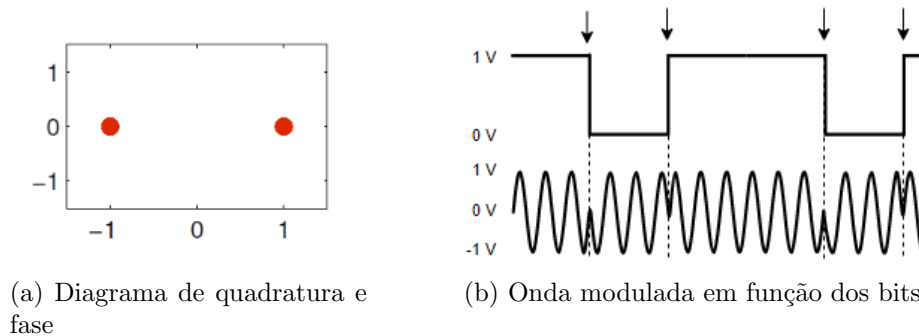 1
0
−1
−1
0
1
1 V
0 V
1 V
0 V
-1 V
(a) Diagrama de quadratura e
fase
(b) Onda modulada em função dos bits